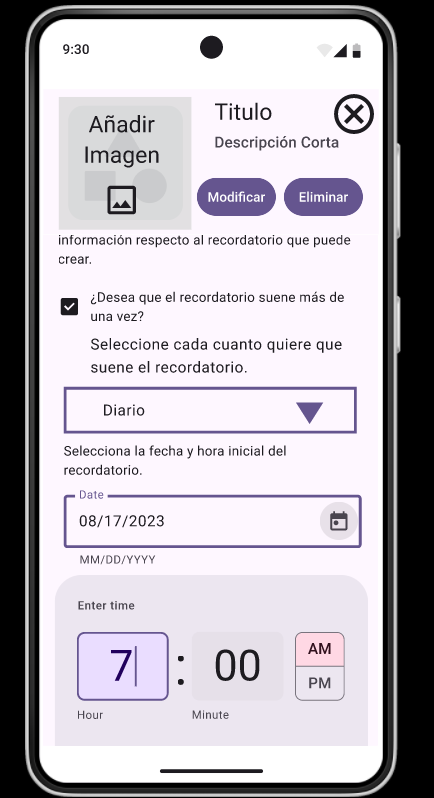 9:30
Añadir
Imagen
Titulo
Descripción Corta
Modificar
Eliminar
información respecto al recordatorio que puede
crear.
¿Desea que el recordatorio suene más de
una vez?
Seleccione cada cuanto quiere que
suene el recordatorio.
Diario
Selecciona la fecha y hora inicial del
recordatorio.
Date
08/17/2023
MM/DD/YYYY
Enter time
7 : 00
AM
PM
Hour
Minute